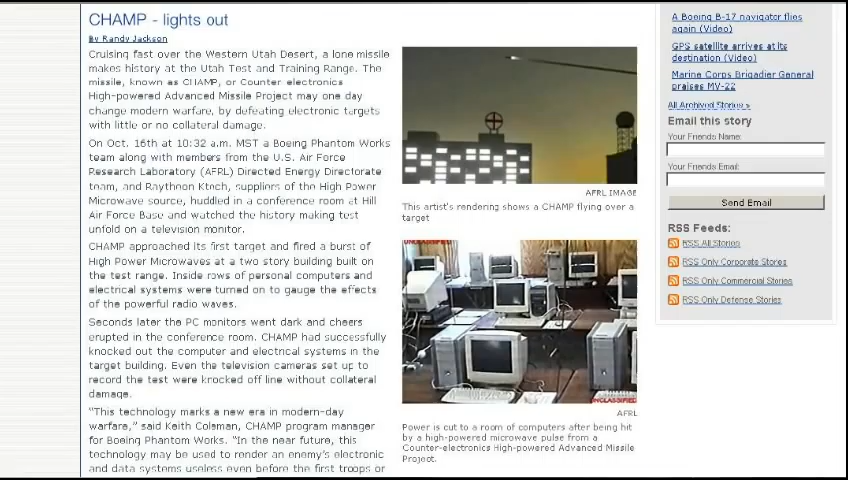 CHAMP - lights out
By Randy Jackson
Cruising fast over the Western Utah Desert, a lone missile
makes history at the Utah Test and Training Range. The
missile, known as CHAMP, or Counter electronics
High-powered Advanced Missile Project may one day
change modern warfare, by defeating electronic targets
with little or no collateral damage.
On Oct. 16th at 10:32 a.m. MST a Boeing Phantom Works
team along with members from the U.S. Air Force
Research Laboratory (AFRL) Directed Energy Directorate
team, and Raytheon Ktech, suppliers of the High Power
Microwave source, huddled in a conference room at Hill
Air Force Base and watched the history making test
unfold on a television monitor.
CHAMP approached its first target and fired a burst of
High Power Microwaves at a two story building built on
the test range. Inside rows of personal computers and
electrical systems were turned on to gauge the effects
of the powerful radio waves.
Seconds later the PC monitors went dark and cheers
erupted in the conference room. CHAMP had successfully
knocked out the computer and electrical systems in the
target building. Even the television cameras set up to
record the test were knocked off line without collateral
damage.
"This technology marks a new era in modern-day
warfare," said Keith Coleman, CHAMP program manager
for Boeing Phantom Works. "In the near future, this
technology may be used to render an enemy's electronic
and data systems useless even before the first troops or
AFRL IMAGE
This artist's rendering shows a CHAMP flying over a
target
UNCLASSIFIED
UNCLASSIFIED
AFRL
Power is cut to a room of computers after being hit
by a high-powered microwave pulse from a
Counter-electronics High-powered Advanced Missile
Project.
A Boeing B-17 navigator flies
again (Video)
GPS satellite arrives at its
destination (Video)
Marine Corps Brigadier General
praises MV-22
All Archived Stories »
Email this story
Your Friends Name:
Your Friends Email:
Send Email
RSS Feeds:
RSS All Stories
RSS Only Corporate Stories
RSS Only Commercial Stories
RSS Only Defense Stories